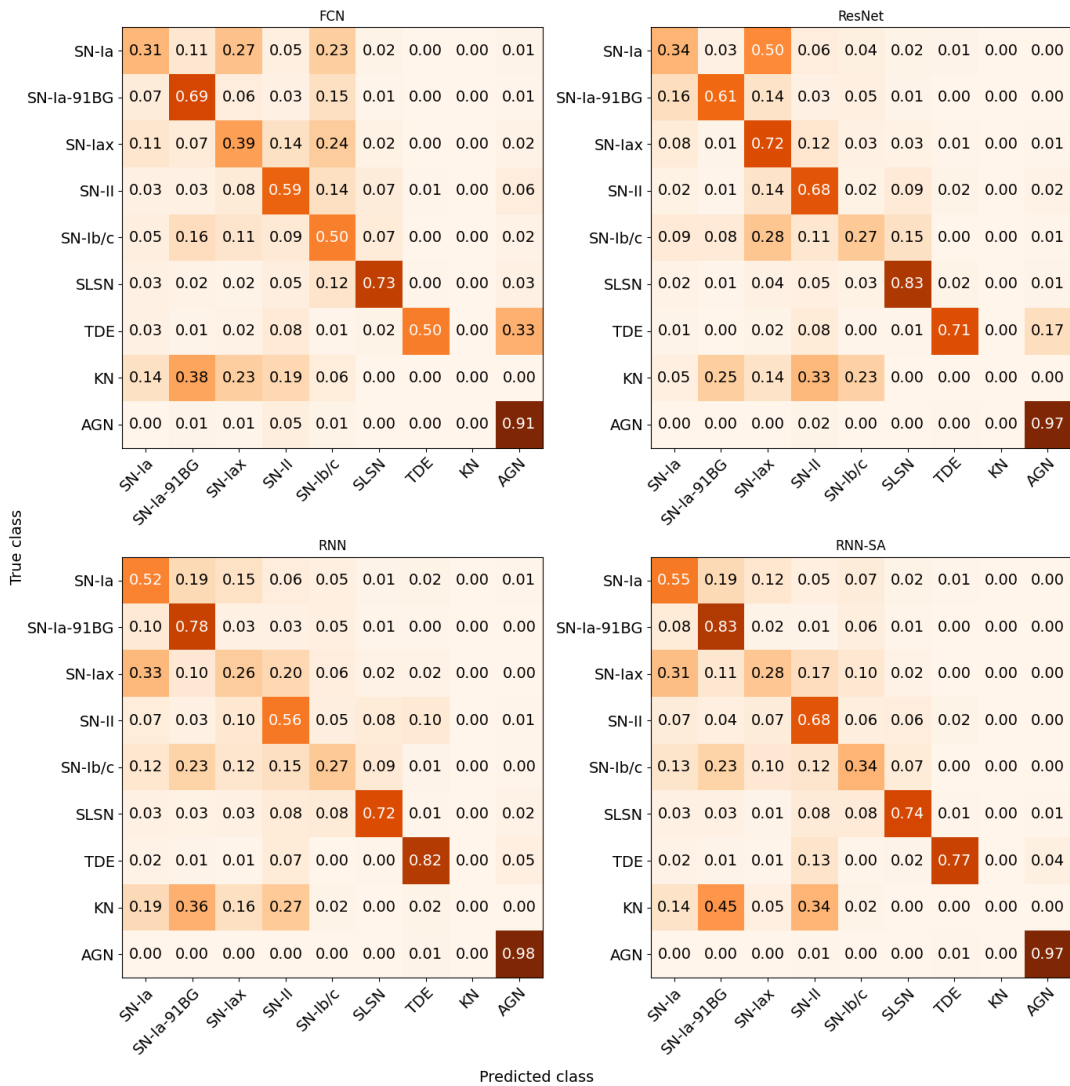 FCN
SN-Ia 0.31 0.11 0.27 0.05 0.23 0.02 0.00 0.00 0.01
SN-Ia-91BG 0.07 0.69 0.06 0.03 0.15 0.01 0.00 0.00 0.01
SN-Iax 0.11 0.07 0.39 0.14 0.24 0.02 0.00 0.00 0.02
SN-II 0.03 0.03 0.08 0.59 0.14 0.07 0.01 0.00 0.06
SN-Ib/c 0.05 0.16 0.11 0.09 0.50 0.07 0.00 0.00 0.02
SLSN 0.03 0.02 0.02 0.05 0.12 0.73 0.00 0.00 0.03
TDE 0.03 0.01 0.02 0.08 0.01 0.02 0.50 0.00 0.33
KN 0.14 0.38 0.23 0.19 0.06 0.00 0.00 0.00 0.00
AGN 0.00 0.01 0.01 0.05 0.01 0.00 0.00 0.00 0.91
SN-Ia SN-Ia-91BG SN-Iax SN-II SN-Ib/c SLSN TDE KN AGN
ResNet
SN-Ia 0.34 0.03 0.50 0.06 0.04 0.02 0.01 0.00 0.00
SN-Ia-91BG 0.16 0.61 0.14 0.03 0.05 0.01 0.00 0.00 0.00
SN-Iax 0.08 0.01 0.72 0.12 0.03 0.03 0.01 0.00 0.01
SN-II 0.02 0.01 0.14 0.68 0.02 0.09 0.02 0.00 0.02
SN-Ib/c 0.09 0.08 0.28 0.11 0.27 0.15 0.00 0.00 0.01
SLSN 0.02 0.01 0.04 0.05 0.03 0.83 0.02 0.00 0.01
TDE 0.01 0.00 0.02 0.08 0.00 0.01 0.71 0.00 0.17
KN 0.05 0.25 0.14 0.33 0.23 0.00 0.00 0.00 0.00
AGN 0.00 0.00 0.00 0.02 0.00 0.00 0.00 0.00 0.97
SN-Ia SN-Ia-91BG SN-Iax SN-II SN-Ib/c SLSN TDE KN AGN
True class
RNN
SN-Ia 0.52 0.19 0.15 0.06 0.05 0.01 0.02 0.00 0.01
SN-Ia-91BG 0.10 0.78 0.03 0.03 0.05 0.01 0.00 0.00 0.00
SN-Iax 0.33 0.10 0.26 0.20 0.06 0.02 0.02 0.00 0.00
SN-II 0.07 0.03 0.10 0.56 0.05 0.08 0.10 0.00 0.01
SN-Ib/c 0.12 0.23 0.12 0.15 0.27 0.09 0.01 0.00 0.00
SLSN 0.03 0.03 0.03 0.08 0.08 0.72 0.01 0.00 0.02
TDE 0.02 0.01 0.01 0.07 0.00 0.00 0.82 0.00 0.05
KN 0.19 0.36 0.16 0.27 0.02 0.00 0.02 0.00 0.00
AGN 0.00 0.00 0.00 0.00 0.00 0.00 0.01 0.00 0.98
SN-Ia SN-Ia-91BG SN-Iax SN-II SN-Ib/c SLSN TDE KN AGN
RNN-SA
SN-Ia 0.55 0.19 0.12 0.05 0.07 0.02 0.01 0.00 0.00
SN-Ia-91BG 0.08 0.83 0.02 0.01 0.06 0.01 0.00 0.00 0.00
SN-Iax 0.31 0.11 0.28 0.17 0.10 0.02 0.00 0.00 0.00
SN-II 0.07 0.04 0.07 0.68 0.06 0.06 0.02 0.00 0.00
SN-Ib/c 0.13 0.23 0.10 0.12 0.34 0.07 0.00 0.00 0.00
SLSN 0.03 0.03 0.01 0.08 0.08 0.74 0.01 0.00 0.01
TDE 0.02 0.01 0.01 0.13 0.00 0.02 0.77 0.00 0.04
KN 0.14 0.45 0.05 0.34 0.02 0.00 0.00 0.00 0.00
AGN 0.00 0.00 0.00 0.01 0.00 0.00 0.01 0.00 0.97
SN-Ia SN-Ia-91BG SN-Iax SN-II SN-Ib/c SLSN TDE KN AGN
Predicted class